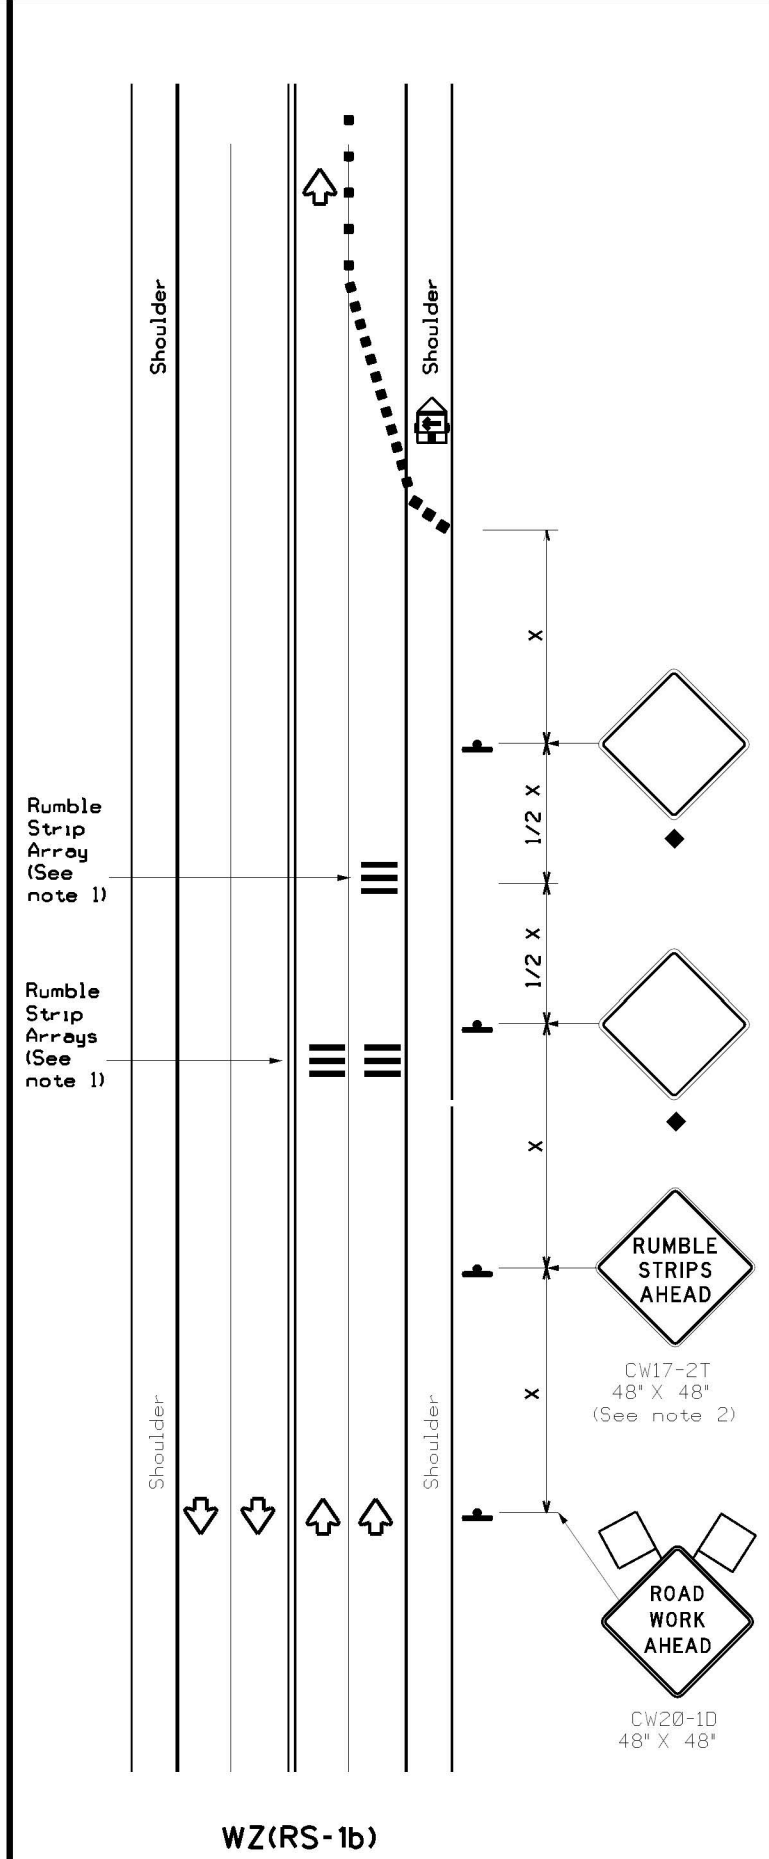 Shoulder
Shoulder
X
1/2 X
Rumble
Strip
Array
(See
note 1)
1/2 X
Rumble
Strip
Arrays
(See
note 1)
X
RUMBLE
STRIPS
AHEAD
CW17-2T
48" X 48"
(See note 2)
X
Shoulder
Shoulder
ROAD
WORK
AHEAD
CW20-1D
48" X 48"
WZ(RS-1b)